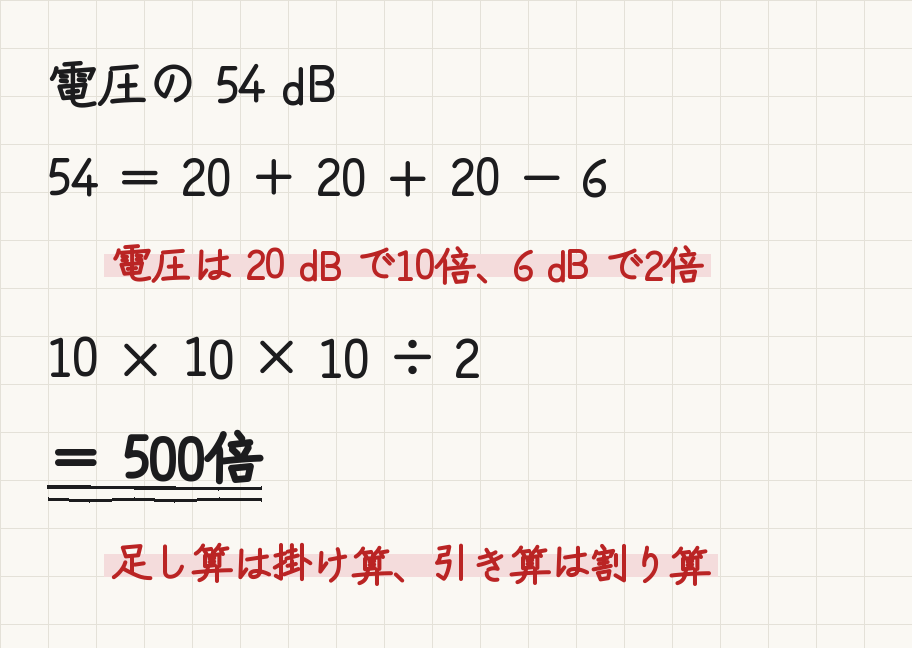 電圧の 54 dB
54 = 20 + 20 + 20 − 6
電圧は 20 dB で10倍、6 dB で2倍
10 × 10 × 10 ÷ 2
= 500倍
足し算は掛け算、引き算は割り算